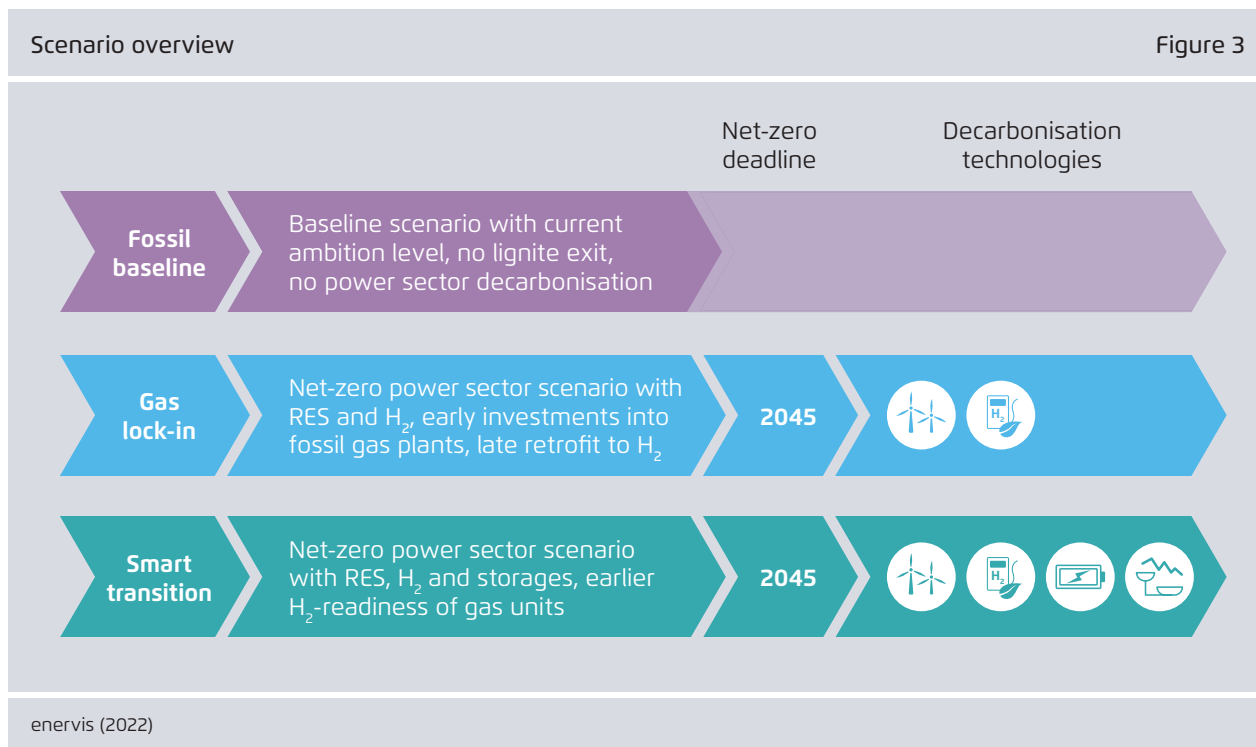 Scenario overview
Figure 3
Net-zero
deadline
Decarbonisation
technologies
Fossil
baseline
Baseline scenario with current
ambition level, no lignite exit,
no power sector decarbonisation
Gas
lock-in
Net-zero power sector scenario with
RES and H₂, early investments into
fossil gas plants, late retrofit to H₂
2045
H₂
Smart
transition
Net-zero power sector scenario
with RES, H₂ and storages, earlier
H₂-readiness of gas units
2045
H₂
enervis (2022)